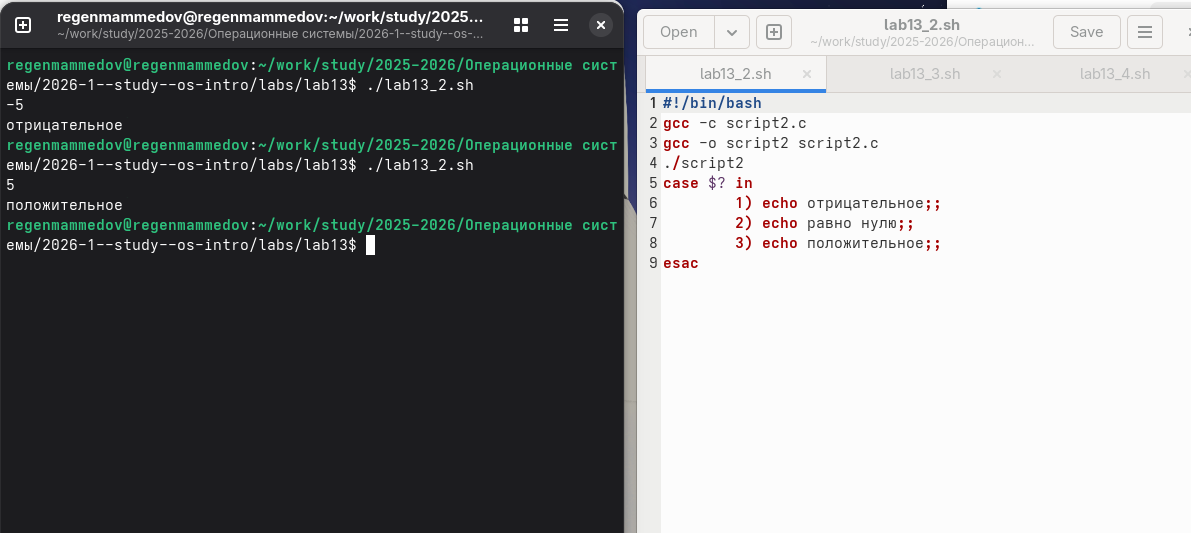 regenmammedov@regenmammedov:~/work/study/2025...
~/work/study/2025-2026/Операционные системы/2026-1--study--os-...
regenmammedov@regenmammedov:~/work/study/2025-2026/Операционные сист
емы/2026-1--study--os-intro/labs/lab13$ ./lab13_2.sh
-5
отрицательное
regenmammedov@regenmammedov:~/work/study/2025-2026/Операционные сист
емы/2026-1--study--os-intro/labs/lab13$ ./lab13_2.sh
5
положительное
regenmammedov@regenmammedov:~/work/study/2025-2026/Операционные сист
емы/2026-1--study--os-intro/labs/lab13$
Open
lab13_2.sh
~/work/study/2025-2026/Операцион...
Save
lab13_2.sh
lab13_3.sh
lab13_4.sh
1 #!/bin/bash
2 gcc -c script2.c
3 gcc -o script2 script2.c
4 ./script2
5 case $? in
6 1) echo отрицательное;;
7 2) echo равно нулю;;
8 3) echo положительное;;
9 esac